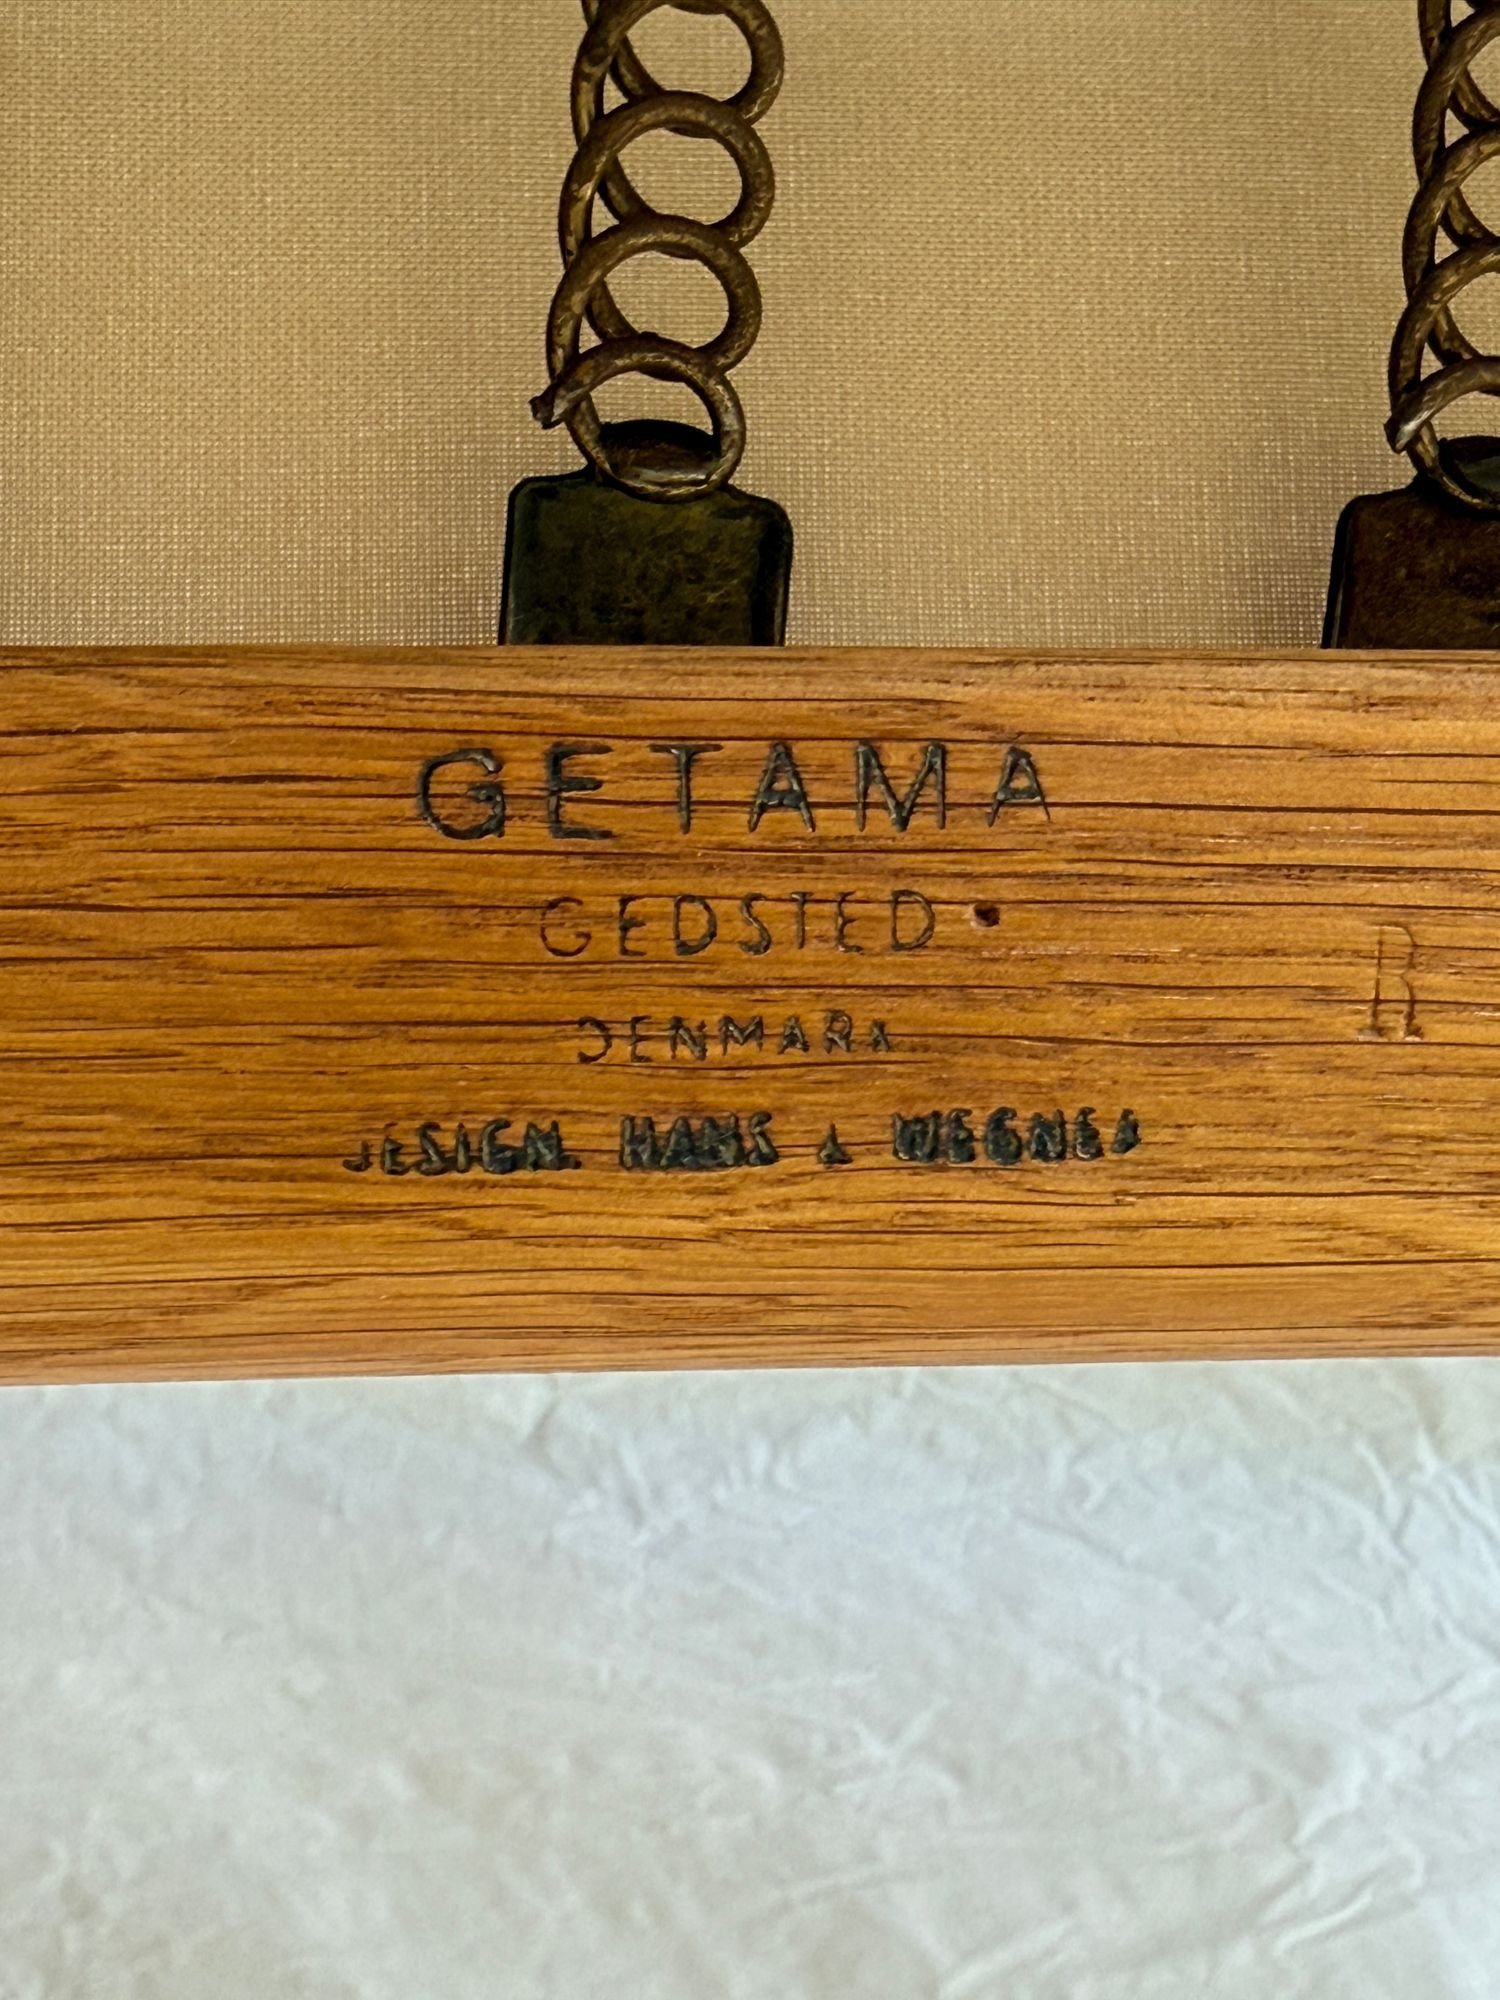 GETAMA
GEDSTED
DENMARK
R
DESIGN. HANS J. WEGNER